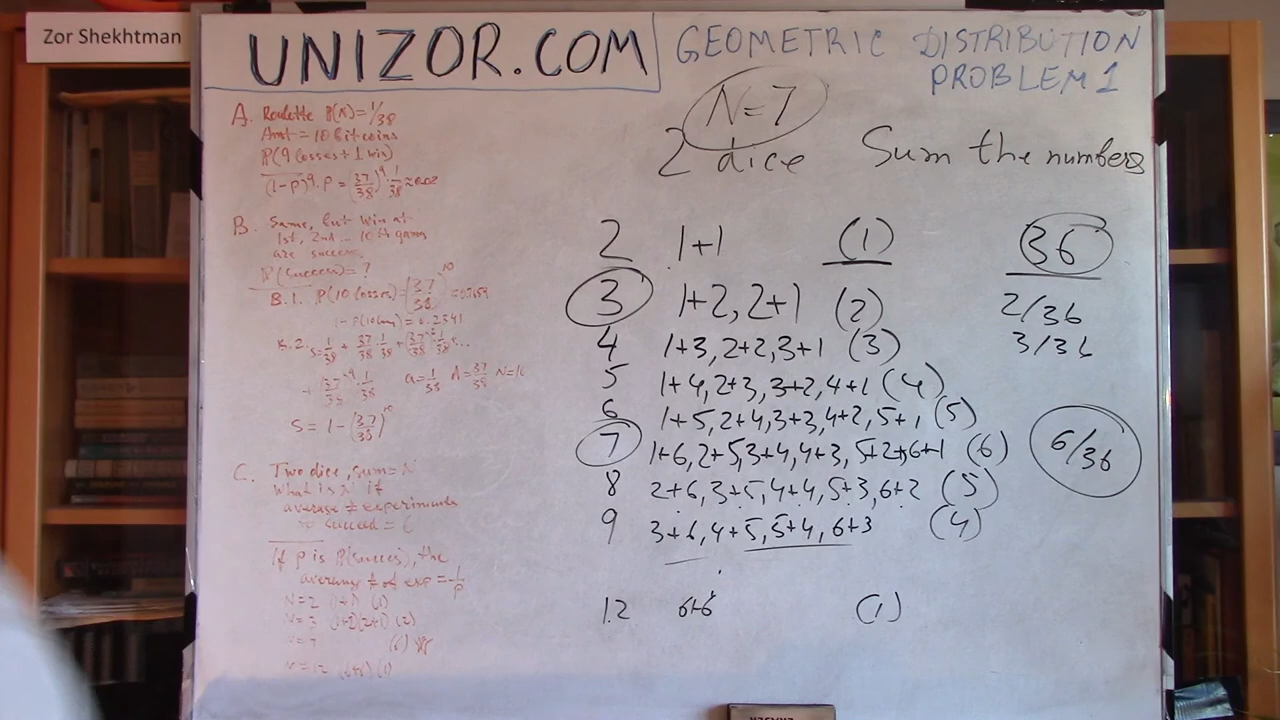 Zor Shekhtman
UNIZOR.COM
GEOMETRIC DISTRIBUTION
PROBLEM 1
N=7
2 dice Sum the numbers
A. Roulette P(X)=1/38
Amt=10 bitcoins
P(9 losses+1 win)
(1-p)⁹·p=(37/38)⁹·1/38≈0.02
B. Same, but win at
1st, 2nd... 10th games
are success.
P(success)=?
B.1. P(10 losses)=(37/38)¹⁰
1-P(10 loss)=0.2341
S=1-(37/38)¹⁰
C. Two dice, sum=N
What is N if
average # experiments
to succeed = 6
If p is P(success), the
average # of exp=1/p
N=2 (1+1) (1)
N=3 (1+2)(2+1) (2)
N=7 (6)
N=12 (6+6) (1)
2 1+1 (1) 36
3 1+2, 2+1 (2) 2/36
4 1+3, 2+2, 3+1 (3) 3/36
5 1+4, 2+3, 3+2, 4+1 (4)
6 1+5, 2+4, 3+3, 4+2, 5+1 (5)
7 1+6, 2+5, 3+4, 4+3, 5+2, 6+1 (6) 6/36
8 2+6, 3+5, 4+4, 5+3, 6+2 (5)
9 3+6, 4+5, 5+4, 6+3 (4)
12 6+6 (1)